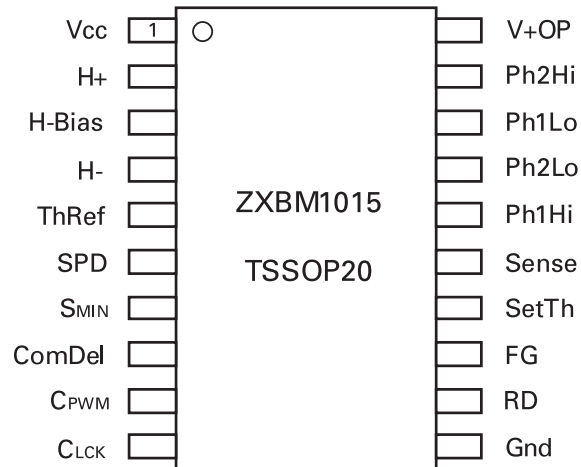 Vcc 1 V+OP
H+ Ph2Hi
H-Bias Ph1Lo
H- Ph2Lo
ThRef ZXBM1015 Ph1Hi
SPD TSSOP20 Sense
SMIN SetTh
ComDel FG
CPWM RD
CLCK Gnd